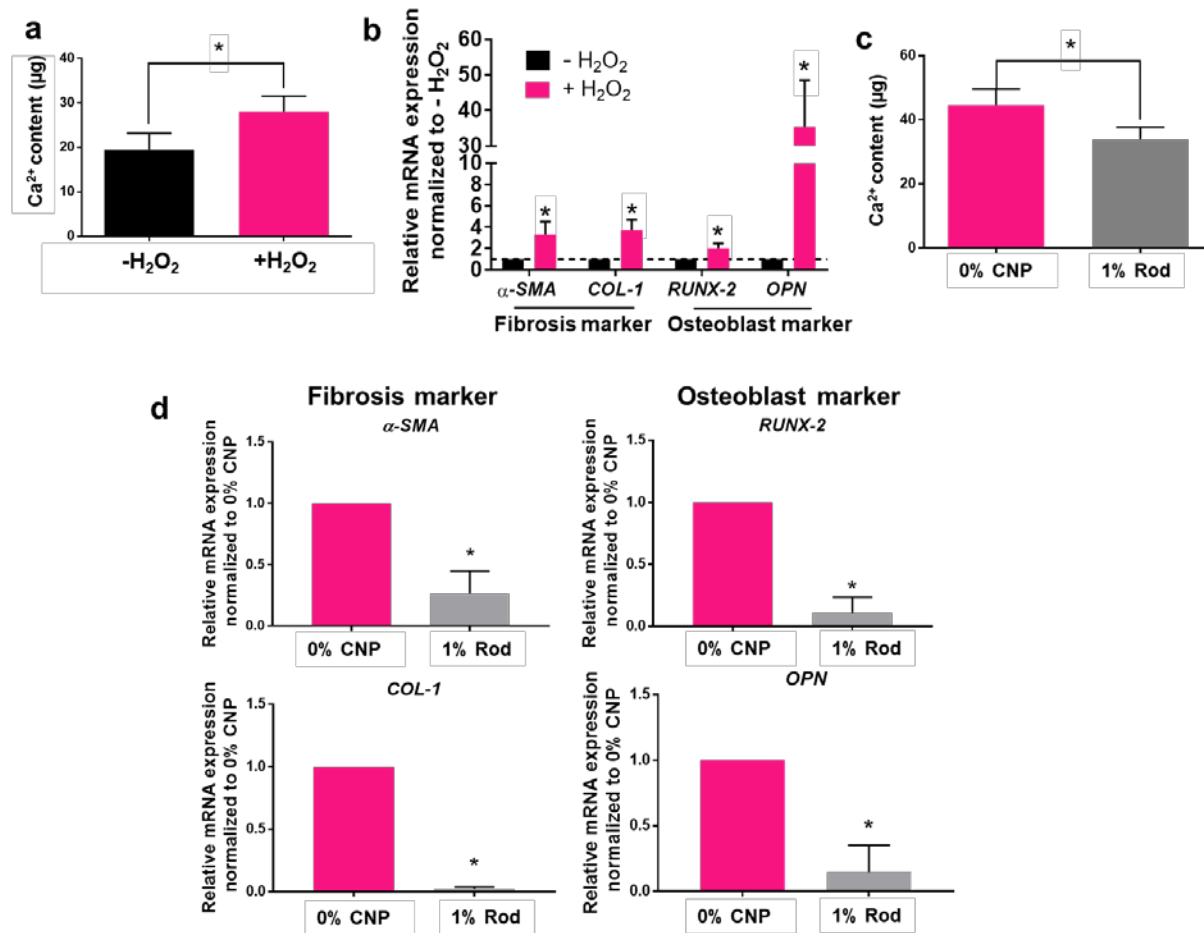 a
*
Ca²⁺ content (µg)
40
30
20
10
0
-H₂O₂
+H₂O₂
b
Relative mRNA expression
normalized to - H₂O₂
60
50
40
30
10
8
6
4
2
0
- H₂O₂
+ H₂O₂
*
*
*
*
α-SMA COL-1 RUNX-2 OPN
Fibrosis marker Osteoblast marker
c
*
Ca²⁺ content (µg)
60
40
20
0
0% CNP
1% Rod
d
Fibrosis marker
α-SMA
Relative mRNA expression
normalized to 0% CNP
1.5
1.0
0.5
0.0
*
0% CNP
1% Rod
Osteoblast marker
RUNX-2
Relative mRNA expression
normalized to 0% CNP
1.5
1.0
0.5
0.0
*
0% CNP
1% Rod
COL-1
Relative mRNA expression
normalized to 0% CNP
1.5
1.0
0.5
0.0
*
0% CNP
1% Rod
OPN
Relative mRNA expression
normalized to 0% CNP
1.5
1.0
0.5
0.0
*
0% CNP
1% Rod